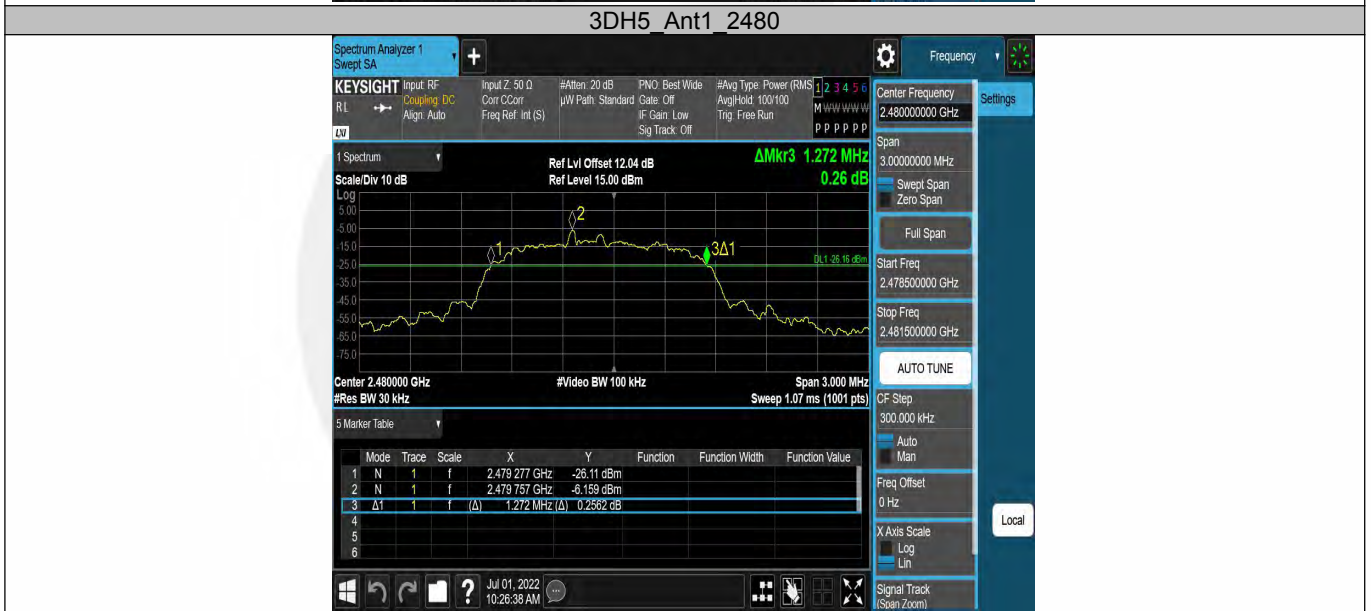 3DH5_Ant1_2480
Spectrum Analyzer 1
Swept SA
+
Frequency
KEYSIGHT
RL
LXI
Input: RF
Coupling: DC
Align: Auto
Input Z: 50 Ω
Corr CCorr
Freq Ref: Int (S)
#Atten: 20 dB
µW Path: Standard
PNO: Best Wide
Gate: Off
IF Gain: Low
Sig Track: Off
#Avg Type: Power (RMS
Avg|Hold: 100/100
Trig: Free Run
1 2 3 4 5 6
M W W W W W
P P P P P P
1 Spectrum
Scale/Div 10 dB
Ref Lvl Offset 12.04 dB
Ref Level 15.00 dBm
ΔMkr3 1.272 MHz
0.26 dB
Log
5.00
-5.00
-15.0
-25.0
-35.0
-45.0
-55.0
-65.0
-75.0
1
2
3Δ1
DL1 -26.16 dBm
Center 2.480000 GHz
#Res BW 30 kHz
#Video BW 100 kHz
Span 3.000 MHz
Sweep 1.07 ms (1001 pts)
5 Marker Table
Mode Trace Scale X Y Function Function Width Function Value
1 N 1 f 2.479 277 GHz -26.11 dBm
2 N 1 f 2.479 757 GHz -6.159 dBm
3 Δ1 1 f (Δ) 1.272 MHz (Δ) 0.2562 dB
4
5
6
?
Jul 01, 2022
10:26:38 AM
Center Frequency
2.480000000 GHz
Settings
Span
3.00000000 MHz
Swept Span
Zero Span
Full Span
Start Freq
2.478500000 GHz
Stop Freq
2.481500000 GHz
AUTO TUNE
CF Step
300.000 kHz
Auto
Man
Freq Offset
0 Hz
Local
X Axis Scale
Log
Lin
Signal Track
(Span Zoom)